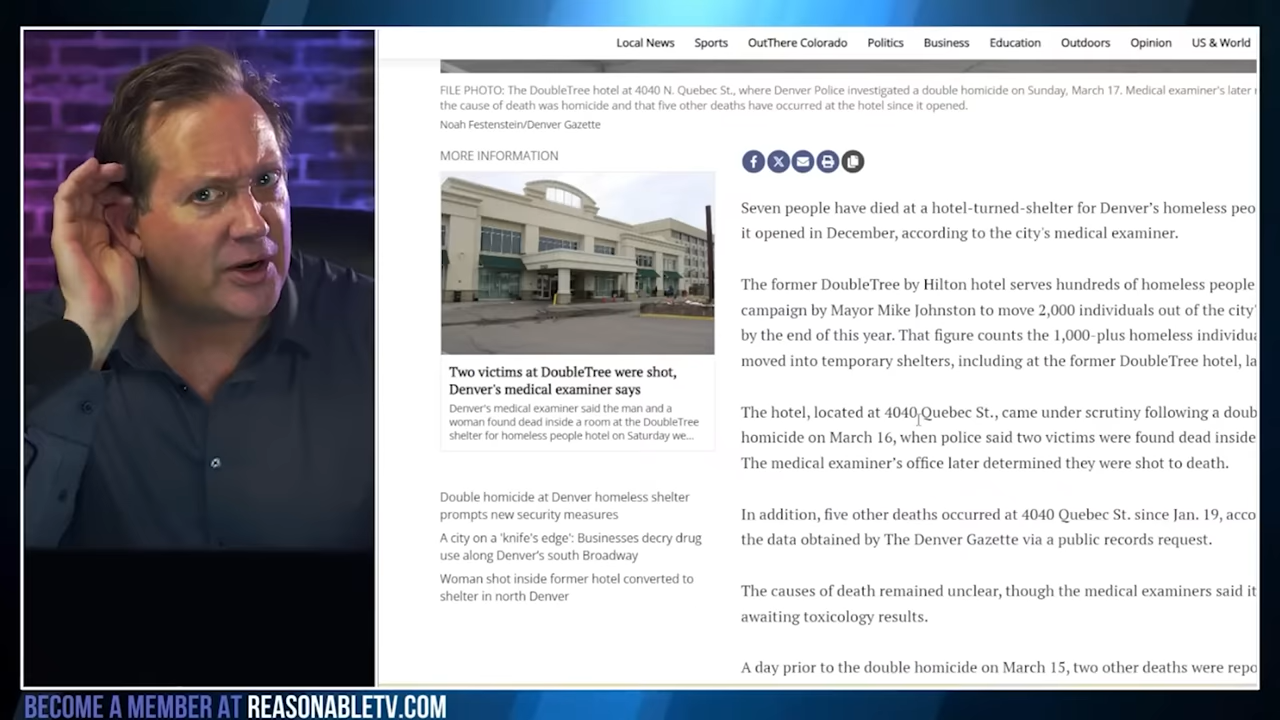 Local News Sports OutThere Colorado Politics Business Education Outdoors Opinion US & World
FILE PHOTO: The DoubleTree hotel at 4040 N. Quebec St., where Denver Police investigated a double homicide on Sunday, March 17. Medical examiner's later
the cause of death was homicide and that five other deaths have occurred at the hotel since it opened.
Noah Festenstein/Denver Gazette
MORE INFORMATION
Two victims at DoubleTree were shot,
Denver's medical examiner says
Denver's medical examiner said the man and a
woman found dead inside a room at the DoubleTree
shelter for homeless people hotel on Saturday we...
Double homicide at Denver homeless shelter
prompts new security measures
A city on a 'knife's edge': Businesses decry drug
use along Denver's south Broadway
Woman shot inside former hotel converted to
shelter in north Denver
Seven people have died at a hotel-turned-shelter for Denver's homeless peo
it opened in December, according to the city's medical examiner.
The former DoubleTree by Hilton hotel serves hundreds of homeless people
campaign by Mayor Mike Johnston to move 2,000 individuals out of the city'
by the end of this year. That figure counts the 1,000-plus homeless individua
moved into temporary shelters, including at the former DoubleTree hotel, la
The hotel, located at 4040 Quebec St., came under scrutiny following a doub
homicide on March 16, when police said two victims were found dead inside
The medical examiner's office later determined they were shot to death.
In addition, five other deaths occurred at 4040 Quebec St. since Jan. 19, acco
the data obtained by The Denver Gazette via a public records request.
The causes of death remained unclear, though the medical examiners said it
awaiting toxicology results.
A day prior to the double homicide on March 15, two other deaths were repo
BECOME A MEMBER AT REASONABLETV.COM